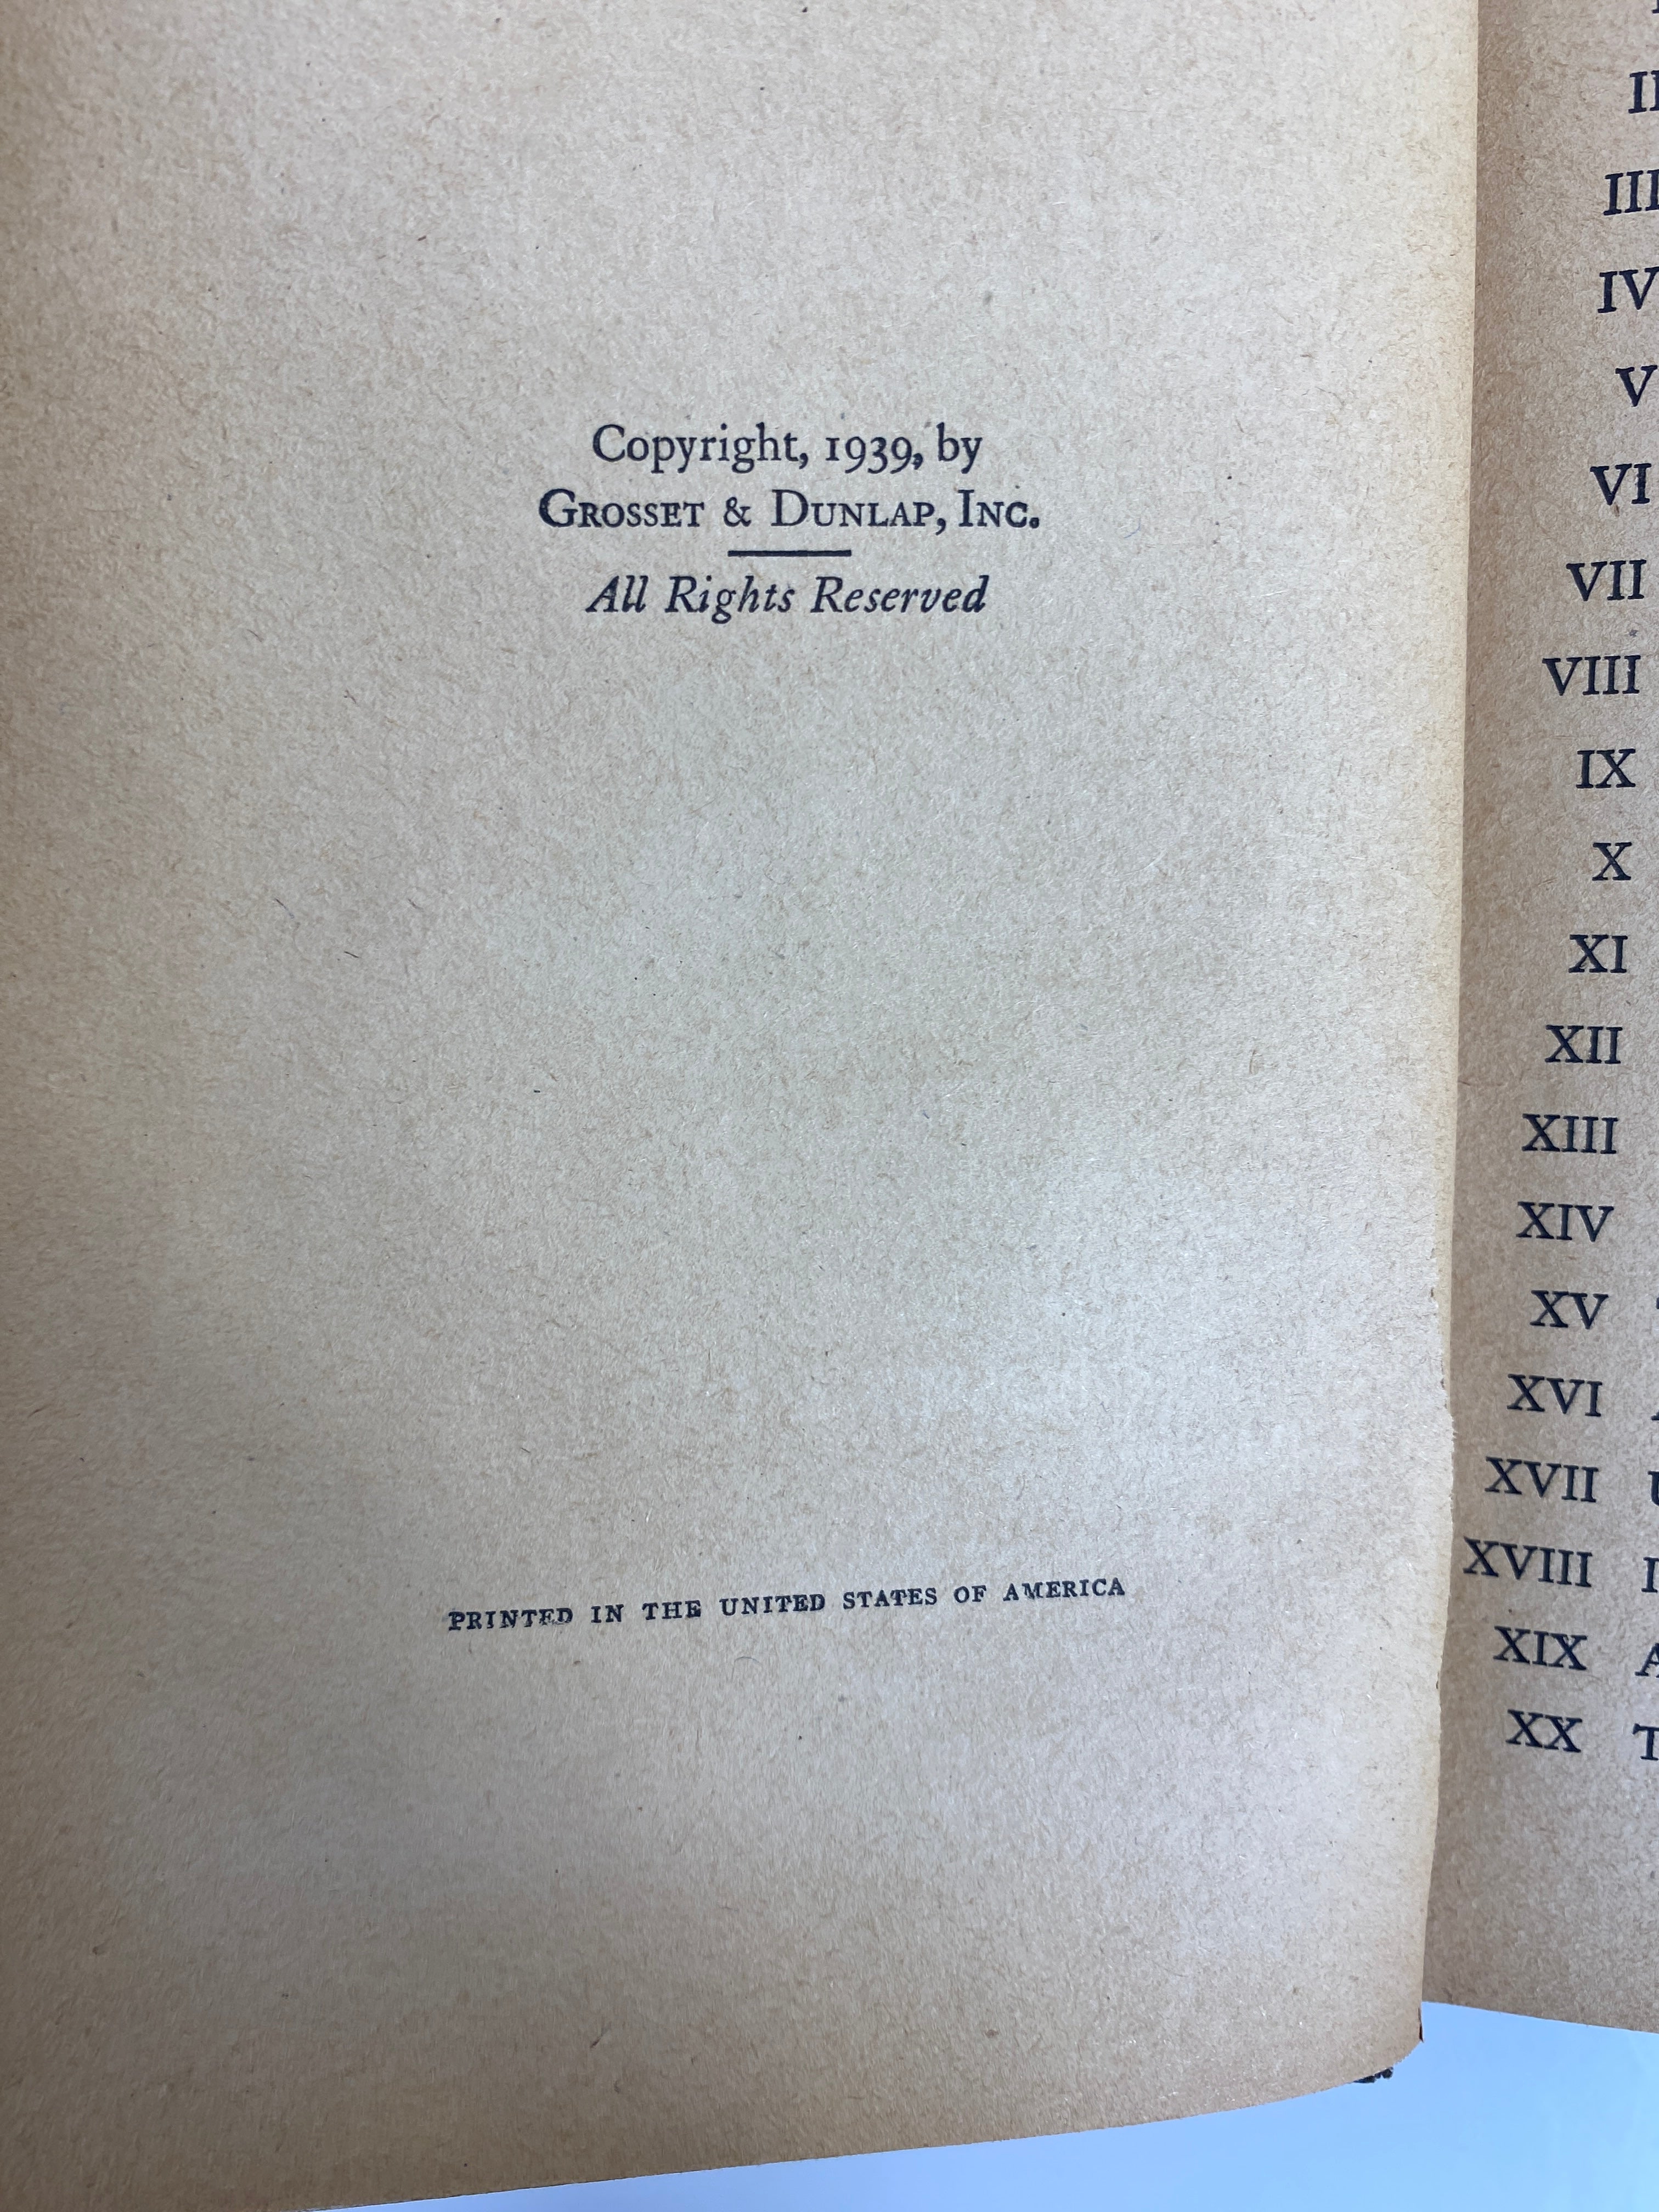 Copyright, 1939, by
GROSSET & DUNLAP, INC.
All Rights Reserved
PRINTED IN THE UNITED STATES OF AMERICA
III
IV
V
VI
VII
VIII
IX
X
XI
XII
XIII
XIV
XV
XVI
XVII
XVIII
XIX
XX